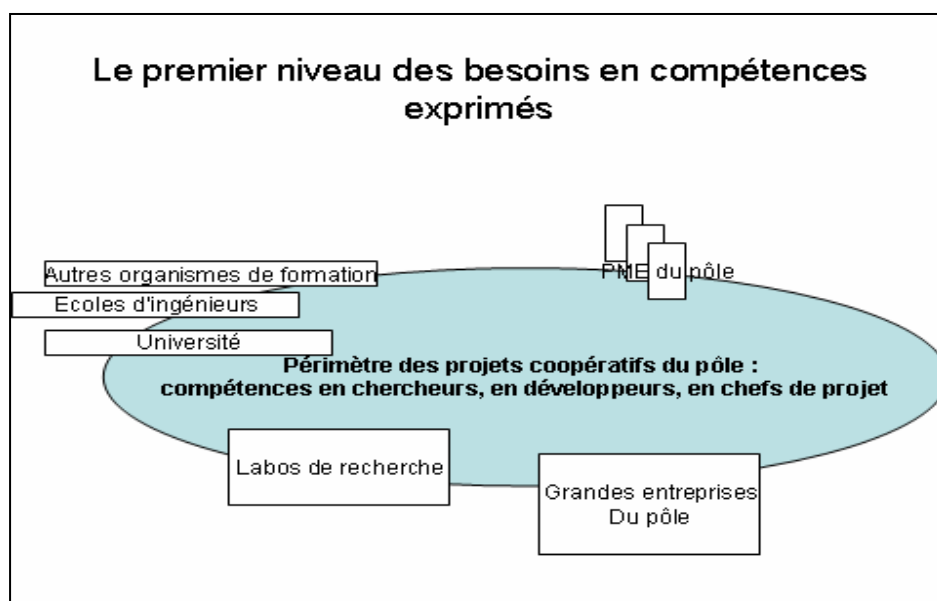 Le premier niveau des besoins en compétences
exprimés
PME du pôle
Autres organismes de formation
Ecoles d'ingénieurs
Université
Périmètre des projets coopératifs du pôle :
compétences en chercheurs, en développeurs, en chefs de projet
Labos de recherche
Grandes entreprises
Du pôle